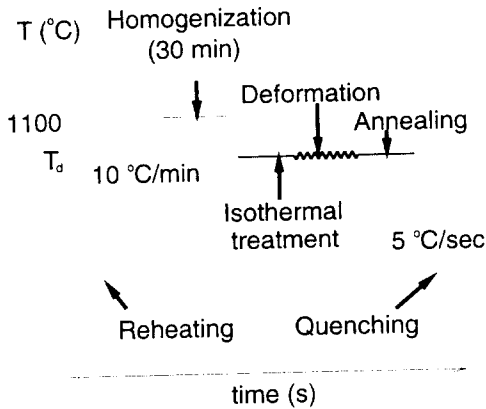 T (°C)
Homogenization
(30 min)
Deformation
1100
Annealing
T_d
10 °C/min
Isothermal
treatment
5 °C/sec
Reheating
Quenching
time (s)